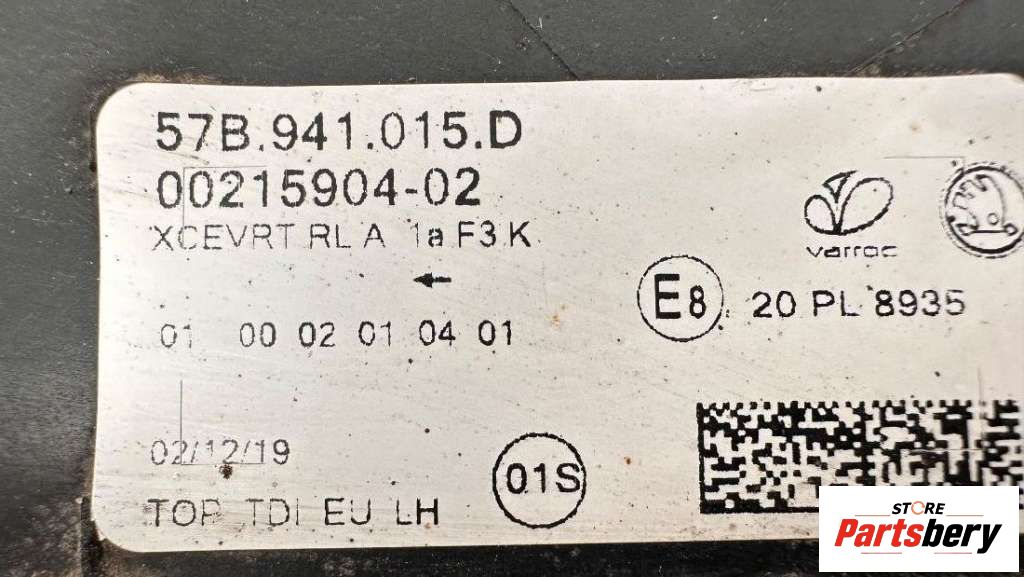 57B.941.015.D
00215904-02
XCEVRT RL A 1a F3 K
varroc
E8 20 PL 8935
01 00 02 01 04 01
02/12/19
01S
TOP TDI EU LH
STORE
Partsbery